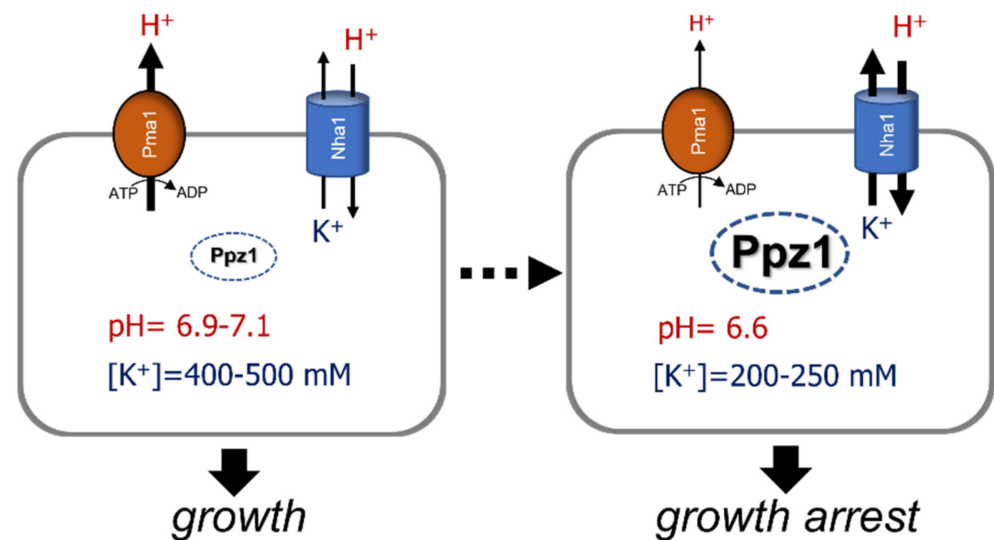 H⁺
H⁺
Pma1
Nha1
ATP
ADP
K⁺
Ppz1
pH= 6.9-7.1
[K⁺]=400-500 mM
growth
H⁺
H⁺
Pma1
Nha1
ATP
ADP
K⁺
Ppz1
pH= 6.6
[K⁺]=200-250 mM
growth arrest